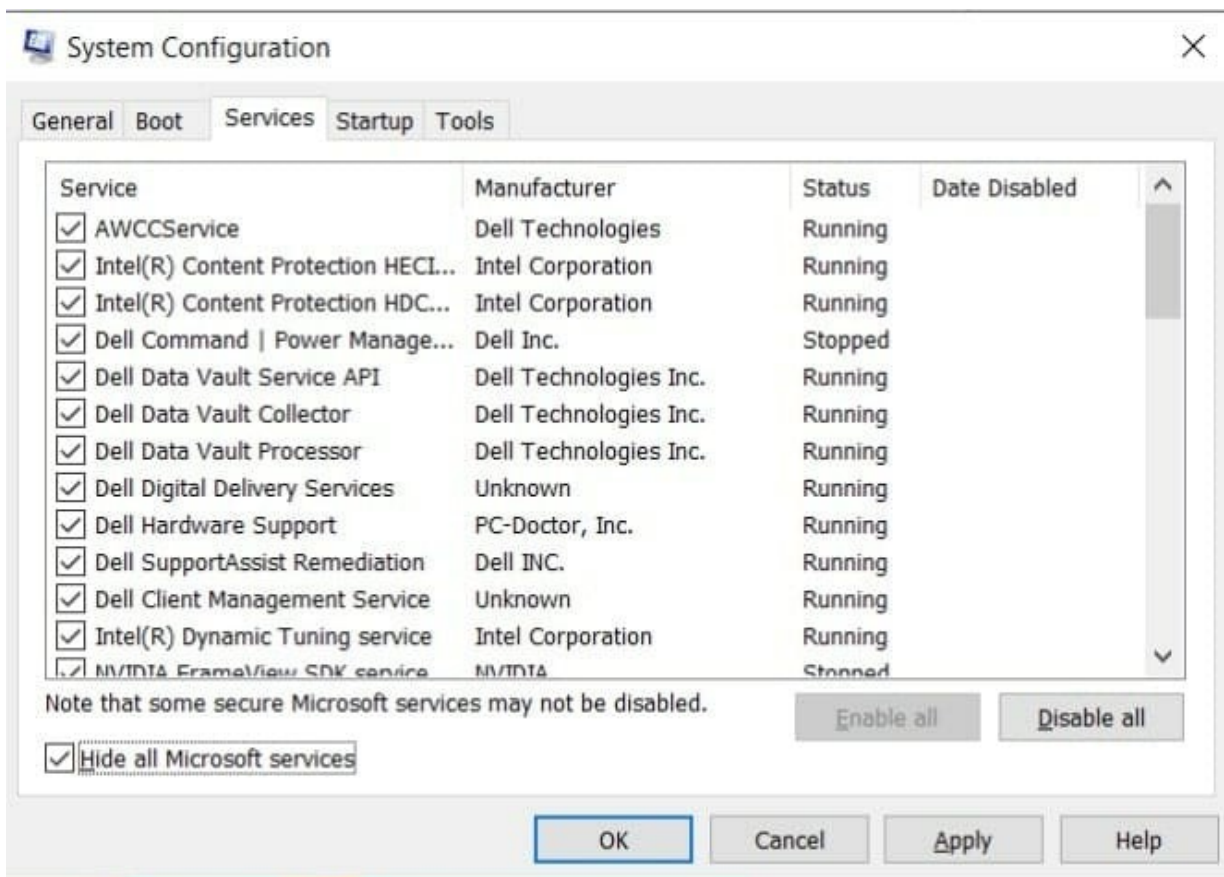 System Configuration
General Boot Services Startup Tools
Service Manufacturer Status Date Disabled
AWCCService Dell Technologies Running
Intel(R) Content Protection HECI... Intel Corporation Running
Intel(R) Content Protection HDC... Intel Corporation Running
Dell Command | Power Manage... Dell Inc. Stopped
Dell Data Vault Service API Dell Technologies Inc. Running
Dell Data Vault Collector Dell Technologies Inc. Running
Dell Data Vault Processor Dell Technologies Inc. Running
Dell Digital Delivery Services Unknown Running
Dell Hardware Support PC-Doctor, Inc. Running
Dell SupportAssist Remediation Dell INC. Running
Dell Client Management Service Unknown Running
Intel(R) Dynamic Tuning service Intel Corporation Running
NVIDIA FrameView SDK service NVIDIA Stopped
Note that some secure Microsoft services may not be disabled.
Enable all Disable all
Hide all Microsoft services
OK Cancel Apply Help